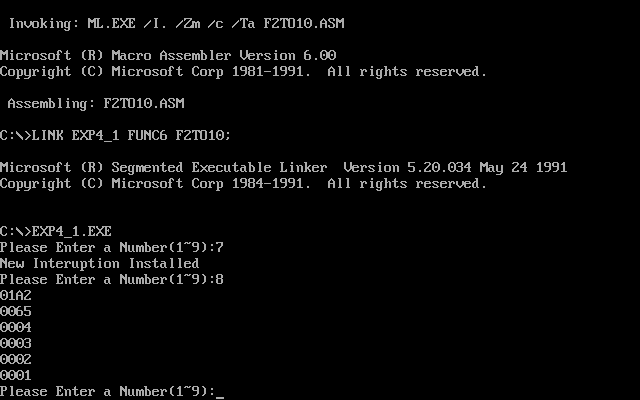 Invoking: ML.EXE /I. /Zm /c /Ta F2TO10.ASM
Microsoft (R) Macro Assembler Version 6.00
Copyright (C) Microsoft Corp 1981-1991.  All rights reserved.
Assembling: F2TO10.ASM
C:\>LINK EXP4_1 FUNC6 F2TO10;
Microsoft (R) Segmented Executable Linker  Version 5.20.034 May 24 1991
Copyright (C) Microsoft Corp 1984-1991.  All rights reserved.
C:\>EXP4_1.EXE
Please Enter a Number(1~9):7
New Interuption Installed
Please Enter a Number(1~9):8
01A2
0065
0004
0003
0002
0001
Please Enter a Number(1~9):_